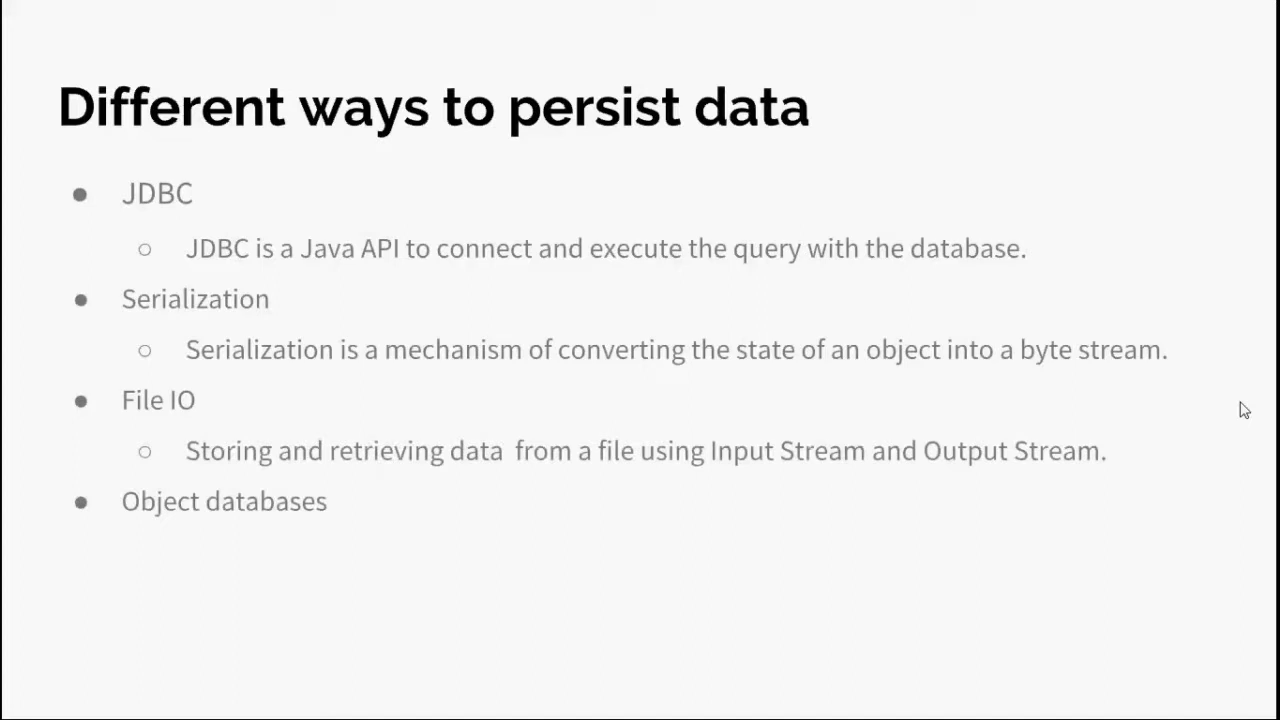 Different ways to persist data
● JDBC
○ JDBC is a Java API to connect and execute the query with the database.
● Serialization
○ Serialization is a mechanism of converting the state of an object into a byte stream.
● File IO
○ Storing and retrieving data  from a file using Input Stream and Output Stream.
● Object databases